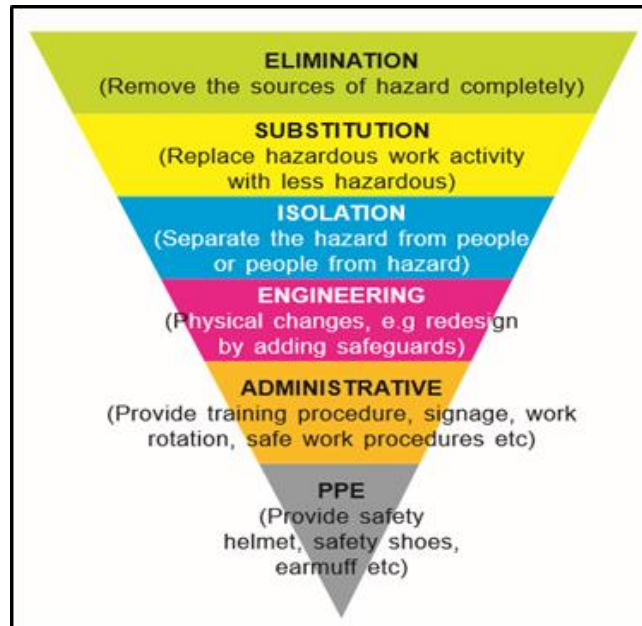 ELIMINATION
(Remove the sources of hazard completely)
SUBSTITUTION
(Replace hazardous work activity
with less hazardous)
ISOLATION
(Separate the hazard from people
or people from hazard)
ENGINEERING
(Physical changes, e.g redesign
by adding safeguards)
ADMINISTRATIVE
(Provide training procedure, signage, work
rotation, safe work procedures etc)
PPE
(Provide safety
helmet, safety shoes,
earmuff etc)